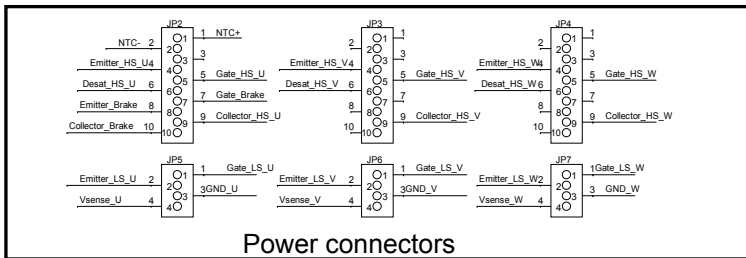 JP2 JP3 JP4
1 NTC+ 1 1
NTC- 2 2 2
3 3 3
Emitter_HS_U 4 Emitter_HS_V 4 Emitter_HS_W 4
5 Gate_HS_U 5 Gate_HS_V 5 Gate_HS_W
Desat_HS_U 6 Desat_HS_V 6 Desat_HS_W 6
7 Gate_Brake 7 7
Emitter_Brake 8 8 8
9 Collector_HS_U 9 Collector_HS_V 9 Collector_HS_W
Collector_Brake 10 10 10
JP5 JP6 JP7
1 Gate_LS_U 1 Gate_LS_V 1 Gate_LS_W
Emitter_LS_U 2 Emitter_LS_V 2 Emitter_LS_W 2
3 GND_U 3 GND_V 3 GND_W
Vsense_U 4 Vsense_V 4 Vsense_W 4
Power connectors